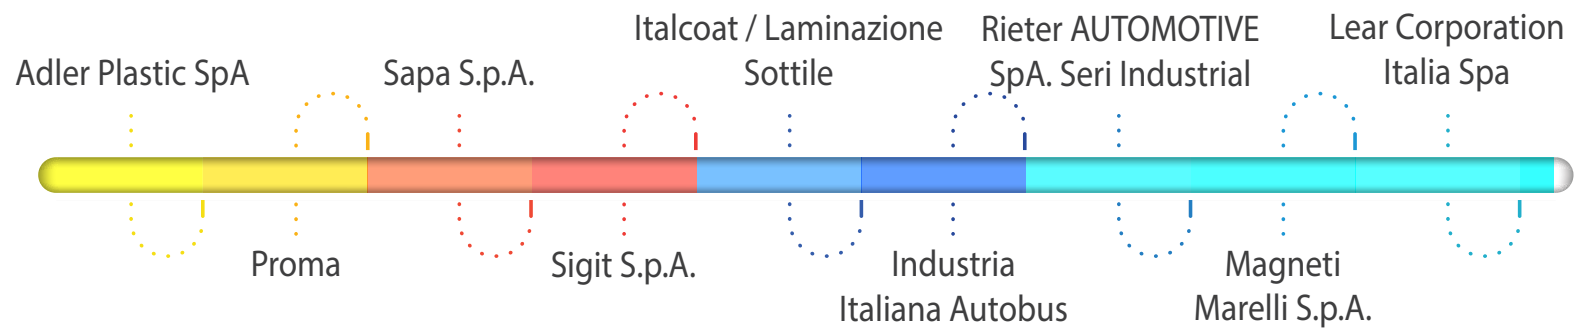 Adler Plastic SpA
Proma
Sapa S.p.A.
Sigit S.p.A.
Italcoat / Laminazione
Sottile
Industria
Italiana Autobus
Rieter AUTOMOTIVE
SpA. Seri Industrial
Magneti
Marelli S.p.A.
Lear Corporation
Italia Spa